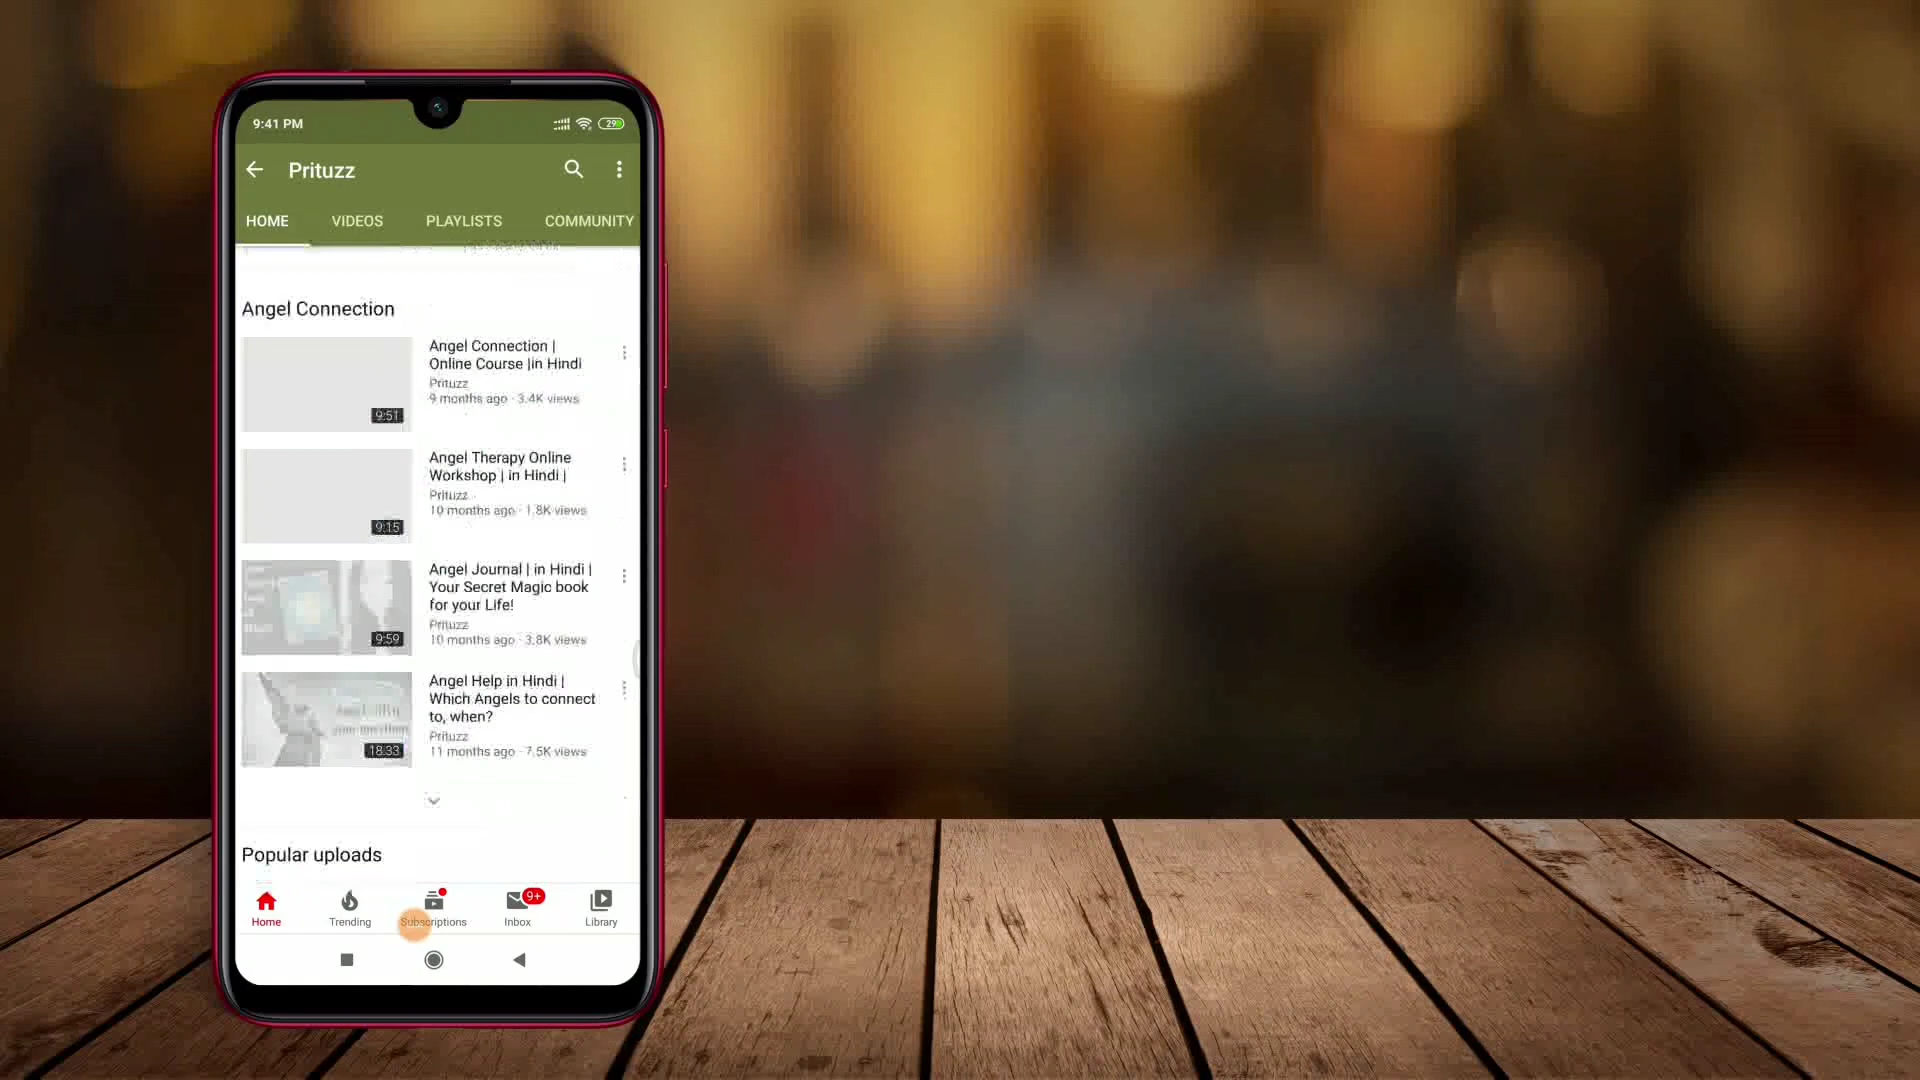 9:41 PM
29
Prituzz
HOME VIDEOS PLAYLISTS COMMUNITY
Angel Connection
Angel Connection |
Online Course |in Hindi
Prituzz
9 months ago · 3.4K views
9:51
Angel Therapy Online
Workshop | in Hindi |
Prituzz
10 months ago · 1.8K views
9:15
Angel Journal | in Hindi |
Your Secret Magic book
for your Life!
Prituzz
10 months ago · 3.8K views
9:59
Angel Help in Hindi |
Which Angels to connect
to, when?
Prituzz
11 months ago · 7.5K views
18:33
Popular uploads
9+
Home Trending Subscriptions Inbox Library